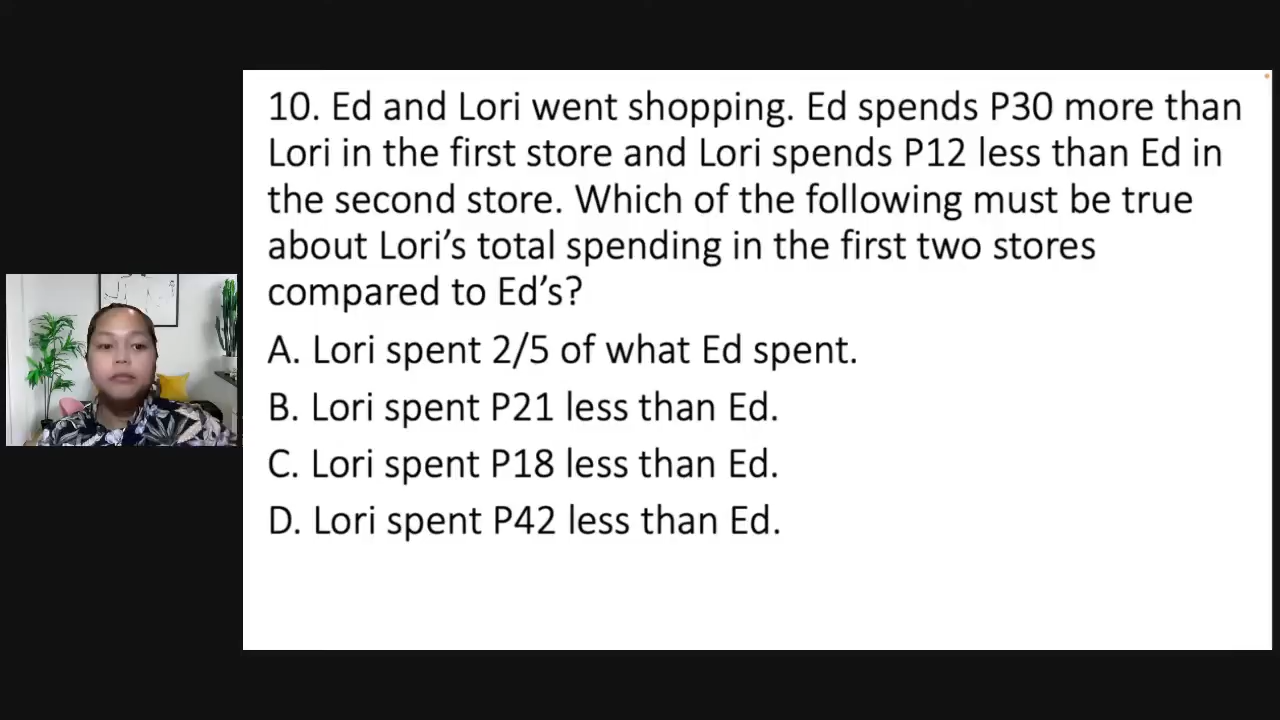 10. Ed and Lori went shopping. Ed spends P30 more than
Lori in the first store and Lori spends P12 less than Ed in
the second store. Which of the following must be true
about Lori’s total spending in the first two stores
compared to Ed’s?
A. Lori spent 2/5 of what Ed spent.
B. Lori spent P21 less than Ed.
C. Lori spent P18 less than Ed.
D. Lori spent P42 less than Ed.